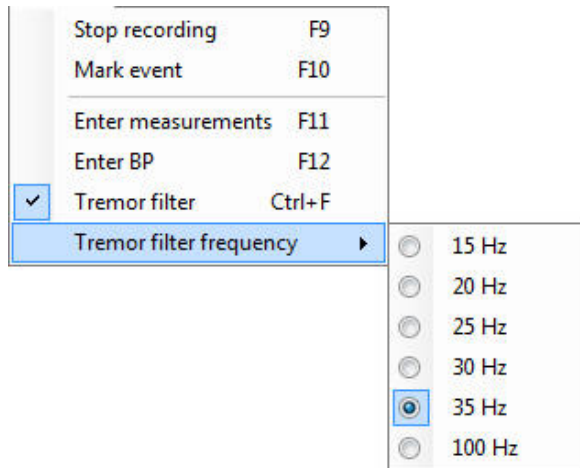 Stop recording F9
Mark event F10
Enter measurements F11
Enter BP F12
Tremor filter Ctrl+F
Tremor filter frequency
15 Hz
20 Hz
25 Hz
30 Hz
35 Hz
100 Hz